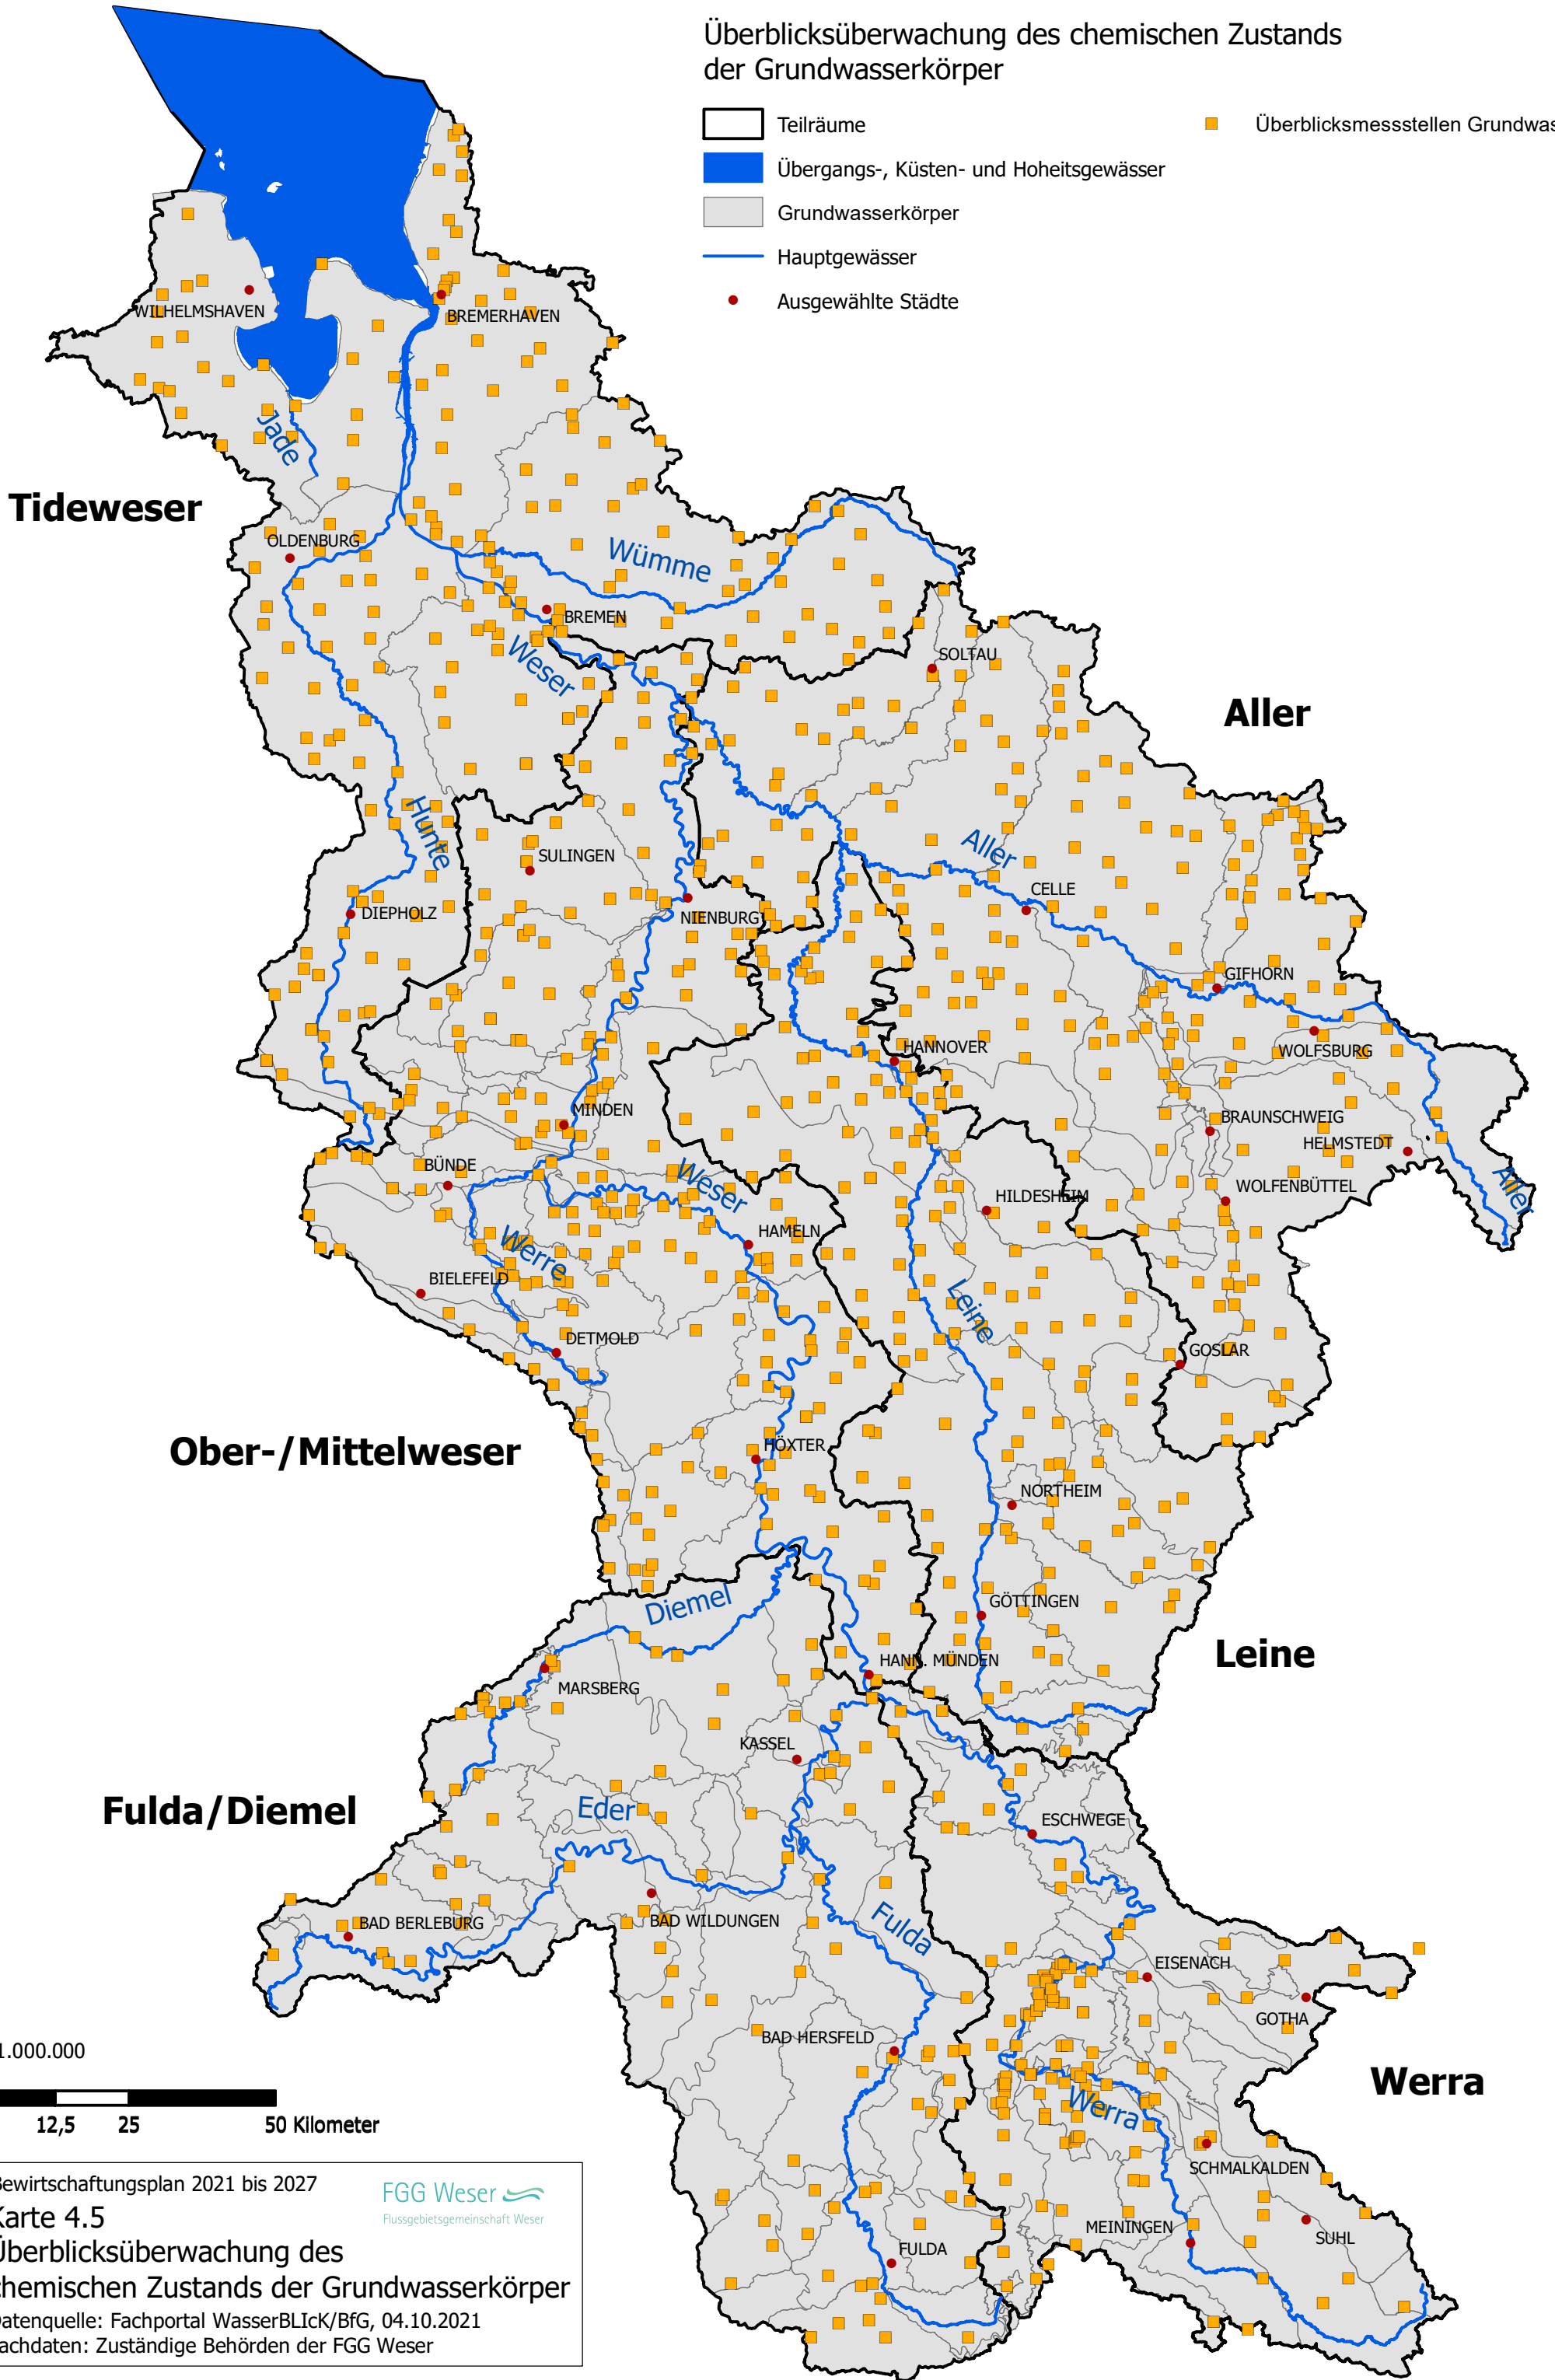 Überblicksüberwachung des chemischen Zustands
der Grundwasserkörper
Teilräume
Übergangs-, Küsten- und Hoheitsgewässer
Grundwasserkörper
Hauptgewässer
Ausgewählte Städte
Überblicksmessstellen
WILHELMSHAVEN
BREMERHAVEN
Jade
Tideweser
OLDENBURG
Wümme
BREMEN
Weser
SOLTAU
Aller
Hunte
SULINGEN
Aller
CELLE
DIEPHOLZ
NIENBURG
GIFHORN
HANNOVER
WOLFSBURG
MINDEN
BRAUNSCHWEIG
HELMSTEDT
BÜNDE
Weser
WOLFENBÜTTEL
Aller
HILDESHEIM
HAMELN
Werre
BIELEFELD
Leine
DETMOLD
GOSLAR
Ober-/Mittelweser
HÖXTER
NORTHEIM
Diemel
GÖTTINGEN
Leine
HANN. MÜNDEN
MARSBERG
KASSEL
Fulda/Diemel
Eder
ESCHWEGE
BAD BERLEBURG
BAD WILDUNGEN
Fulda
EISENACH
GOTHA
BAD HERSFELD
Werra
Werra
SCHMALKALDEN
MEININGEN
SUHL
FULDA
1.000.000
12,5 25 50 Kilometer
Bewirtschaftungsplan 2021 bis 2027
FGG Weser
Flussgebietsgemeinschaft Weser
Karte 4.5
Überblicksüberwachung des
chemischen Zustands der Grundwasserkörper
Datenquelle: Fachportal WasserBLIcK/BfG, 04.10.2021
Fachdaten: Zuständige Behörden der FGG Weser